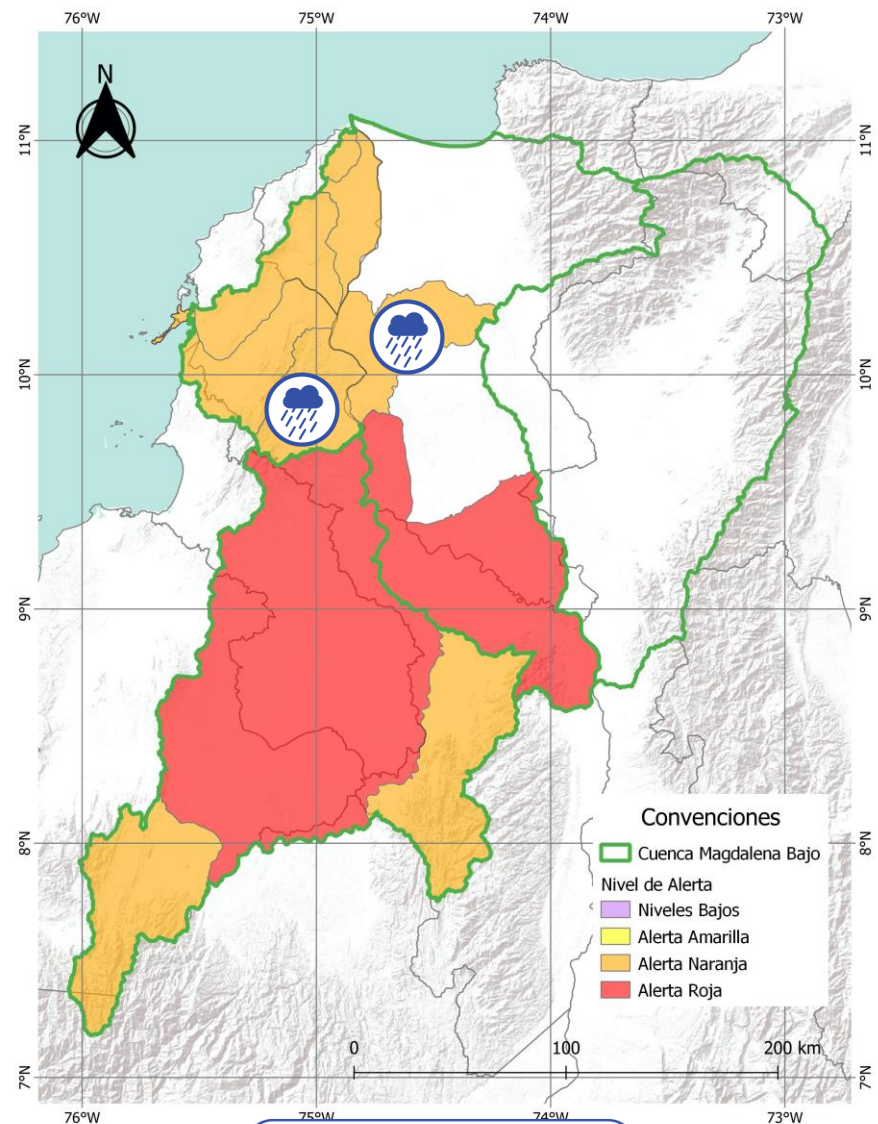 76°W 75°W 74°W 73°W
N
11°N 11°N
10°N 10°N
9°N 9°N
8°N 8°N
7°N 7°N
Convenciones
Cuenca Magdalena Bajo
Nivel de Alerta
Niveles Bajos
Alerta Amarilla
Alerta Naranja
Alerta Roja
0 100 200 km
76°W 75°W 74°W 73°W